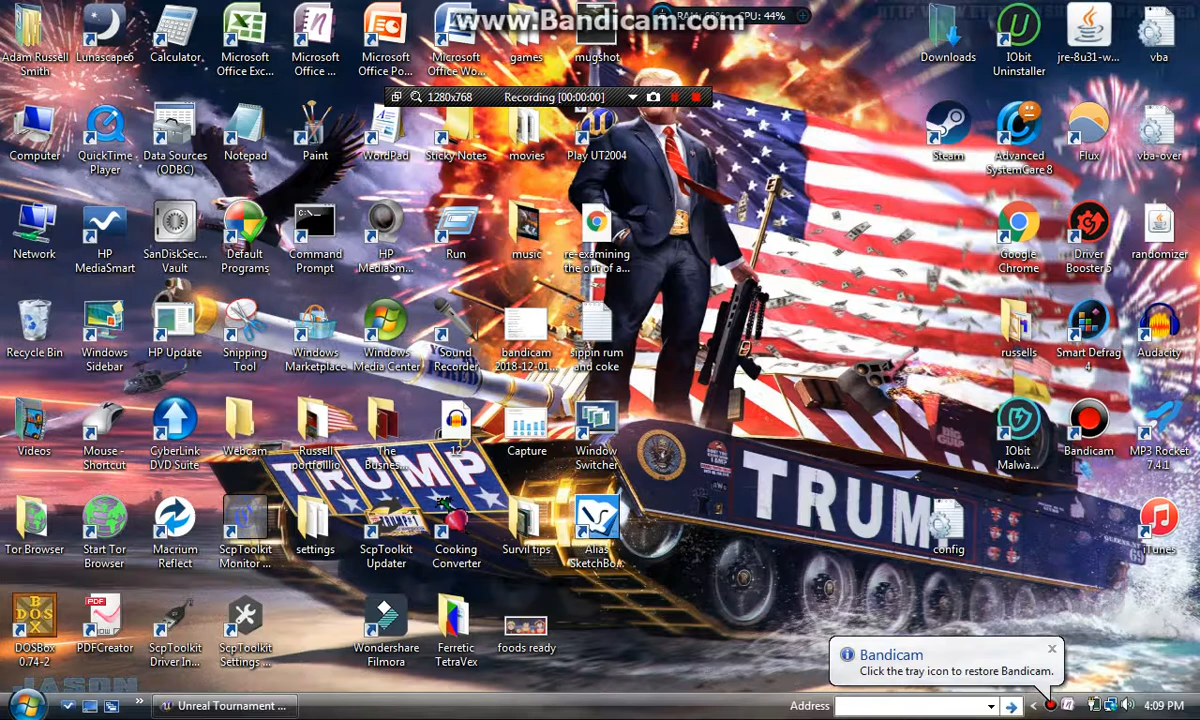 www.Bandicam.com
CPU: 44%
Adam Russell
Smith
Lunascape6
Calculator
Microsoft
Office Exc...
Microsoft
Office ...
Microsoft
Office Po...
Microsoft
Office Wo...
games
mugshot
Downloads
IObit
Uninstaller
jre-8u31-w...
vba
1280x768
Recording [00:00:00]
Computer
QuickTime
Player
Data Sources
(ODBC)
Notepad
Paint
WordPad
Sticky Notes
movies
Play UT2004
Steam
Advanced
SystemCare 8
Flux
vba-over
Network
HP
MediaSmart
SanDiskSec...
Vault
Default
Programs
Command
Prompt
HP
MediaSm...
Run
music
re-examining
the out of a...
Google
Chrome
Driver
Booster 5
randomizer
Recycle Bin
Windows
Sidebar
HP Update
Snipping
Tool
Windows
Marketplace
Windows
Media Center
Sound
Recorder
bandicam
2018-12-01...
sippin rum
and coke
russells
Smart Defrag
4
Audacity
Videos
Mouse -
Shortcut
CyberLink
DVD Suite
Webcam
Russell
portfolilio
The
Busnes...
12
Capture
Window
Switcher
IObit
Malwa...
Bandicam
MP3 Rocket
7.4.1
TRUMP
TRUM
BIG
GUP
Tor Browser
Start Tor
Browser
Macrium
Reflect
ScpToolkit
Monitor ...
settings
ScpToolkit
Updater
Cooking
Converter
Survil tips
Alias
SketchBo...
config
iTunes
69
DOSBox
0.74-2
PDFCreator
ScpToolkit
Driver In...
ScpToolkit
Settings ...
Wondershare
Filmora
Ferretic
TetraVex
foods ready
Bandicam
Click the tray icon to restore Bandicam.
JASON
Unreal Tournament ...
Address
4:09 PM